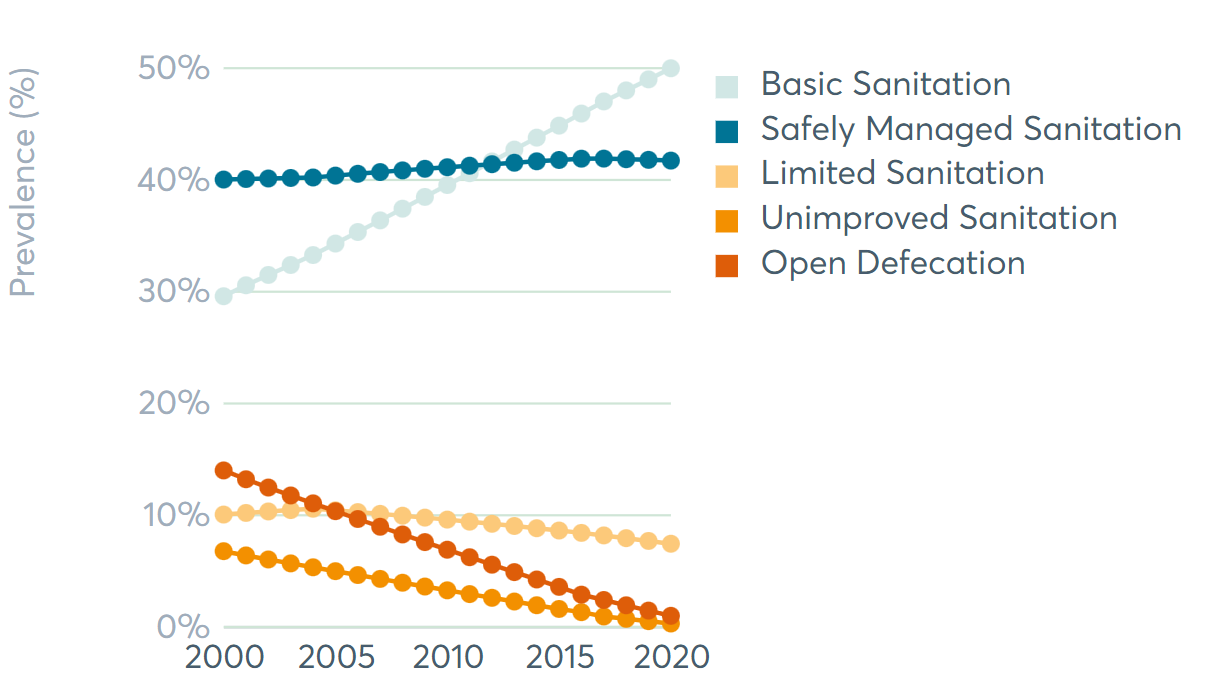 Prevalence (%)
50%
40%
30%
20%
10%
0%
2000 2005 2010 2015 2020
Basic Sanitation
Safely Managed Sanitation
Limited Sanitation
Unimproved Sanitation
Open Defecation